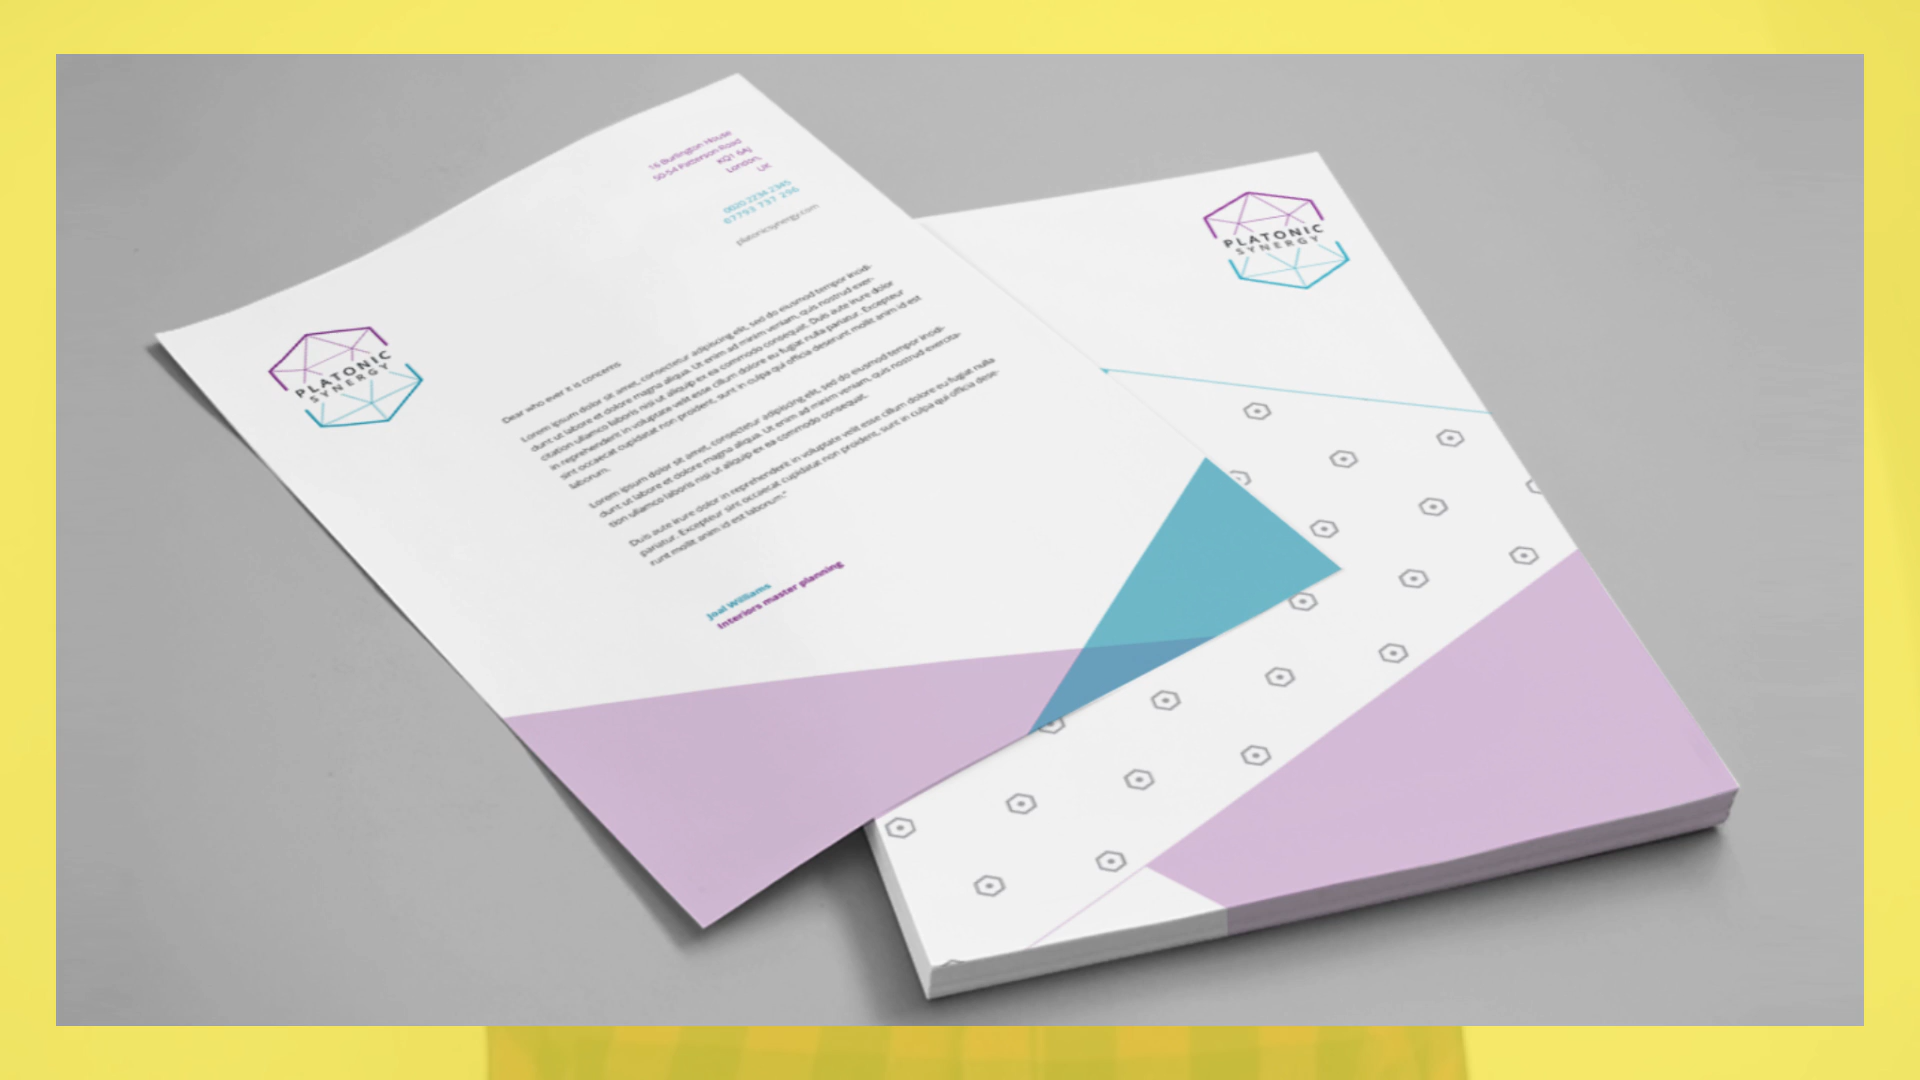 16 Burlington House
50-54 Patterson Road
KQ1 6AJ
London,
UK
0020 2234 2345
07793 737 296
platonicsynergy.com
PLATONIC
SYNERGY
Dear who ever it is concerns
Lorem ipsum dolor sit amet, consectetur adipiscing elit, sed do eiusmod tempor incidi-
dunt ut labore et dolore magna aliqua. Ut enim ad minim veniam, quis nostrud exer-
citation ullamco laboris nisi ut aliquip ex ea commodo consequat. Duis aute irure dolor
in reprehenderit in voluptate velit esse cillum dolore eu fugiat nulla pariatur. Excepteur
sint occaecat cupidatat non proident, sunt in culpa qui officia deserunt mollit anim id est
laborum.
Lorem ipsum dolor sit amet, consectetur adipiscing elit, sed do eiusmod tempor incidi-
dunt ut labore et dolore magna aliqua. Ut enim ad minim veniam, quis nostrud exercita-
tion ullamco laboris nisi ut aliquip ex ea commodo consequat.
Duis aute irure dolor in reprehenderit in voluptate velit esse cillum dolore eu fugiat nulla
pariatur. Excepteur sint occaecat cupidatat non proident, sunt in culpa qui officia dese-
runt mollit anim id est laborum."
Joal Williams
Interiors master planning
PLATONIC
SYNERGY